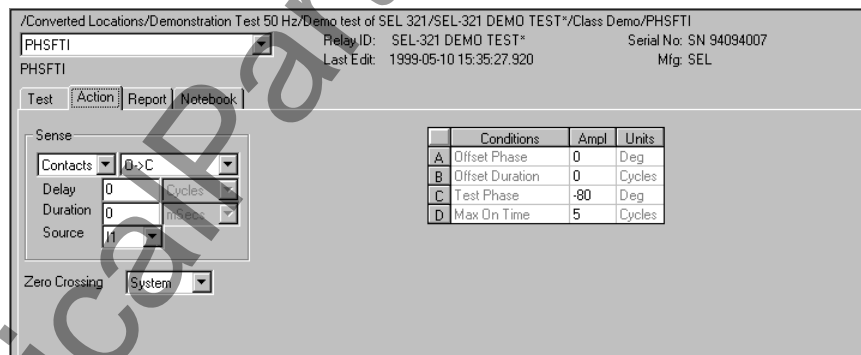 /Converted Locations/Demonstration Test 50 Hz/Demo test of SEL 321/SEL-321 DEMO TEST*/Class Demo/PHSFTI
PHSFTI
Relay ID: SEL-321 DEMO TEST*
Serial No: SN 94094007
PHSFTI
Last Edit: 1999-05-10 15:35:27.920
Mfg: SEL
Test Action Report Notebook
Sense
Contacts O->C
Delay 0 Cycles
Duration 0 mSecs
Source I1
Zero Crossing System
Conditions Ampl Units
A Offset Phase 0 Deg
B Offset Duration 0 Cycles
C Test Phase -80 Deg
D Max On Time 5 Cycles